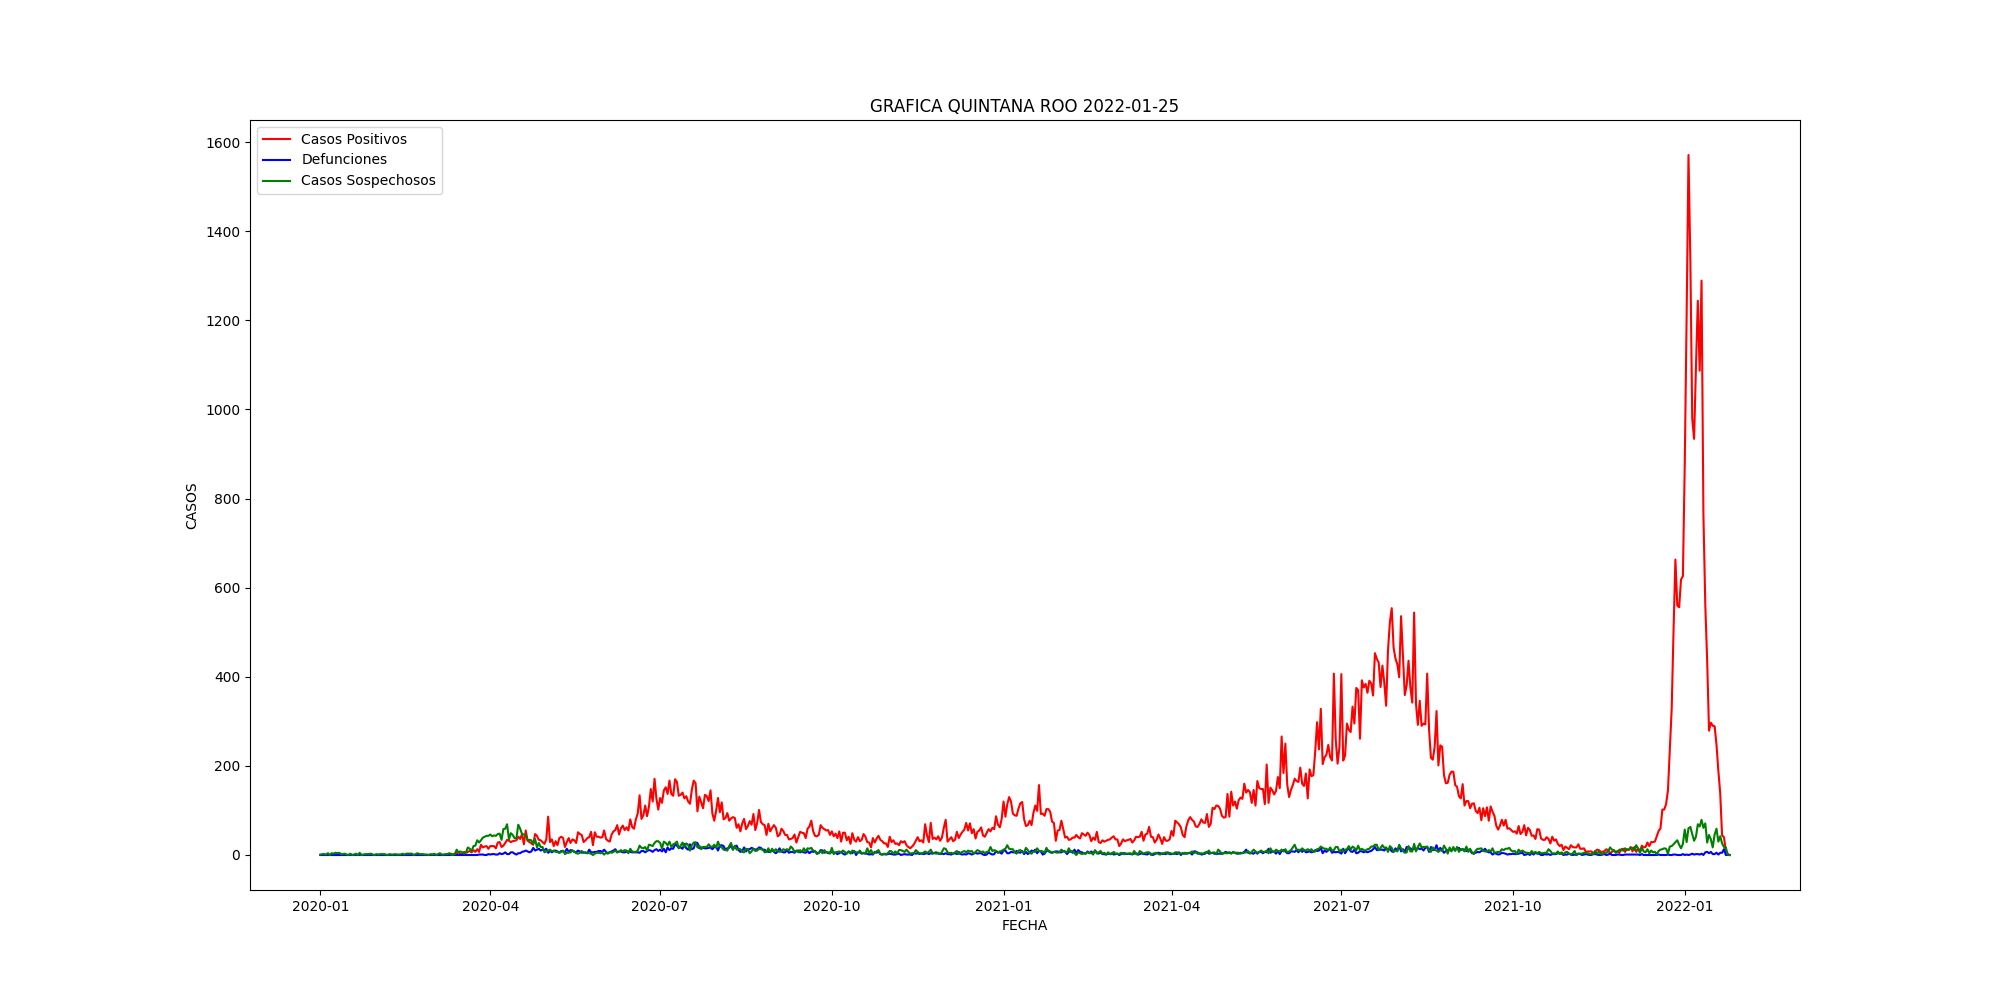 GRAFICA QUINTANA ROO 2022-01-25
Casos Positivos
Defunciones
Casos Sospechosos
1600
1400
1200
1000
800
600
400
200
0
CASOS
2020-01 2020-04 2020-07 2020-10 2021-01 2021-04 2021-07 2021-10 2022-01
FECHA